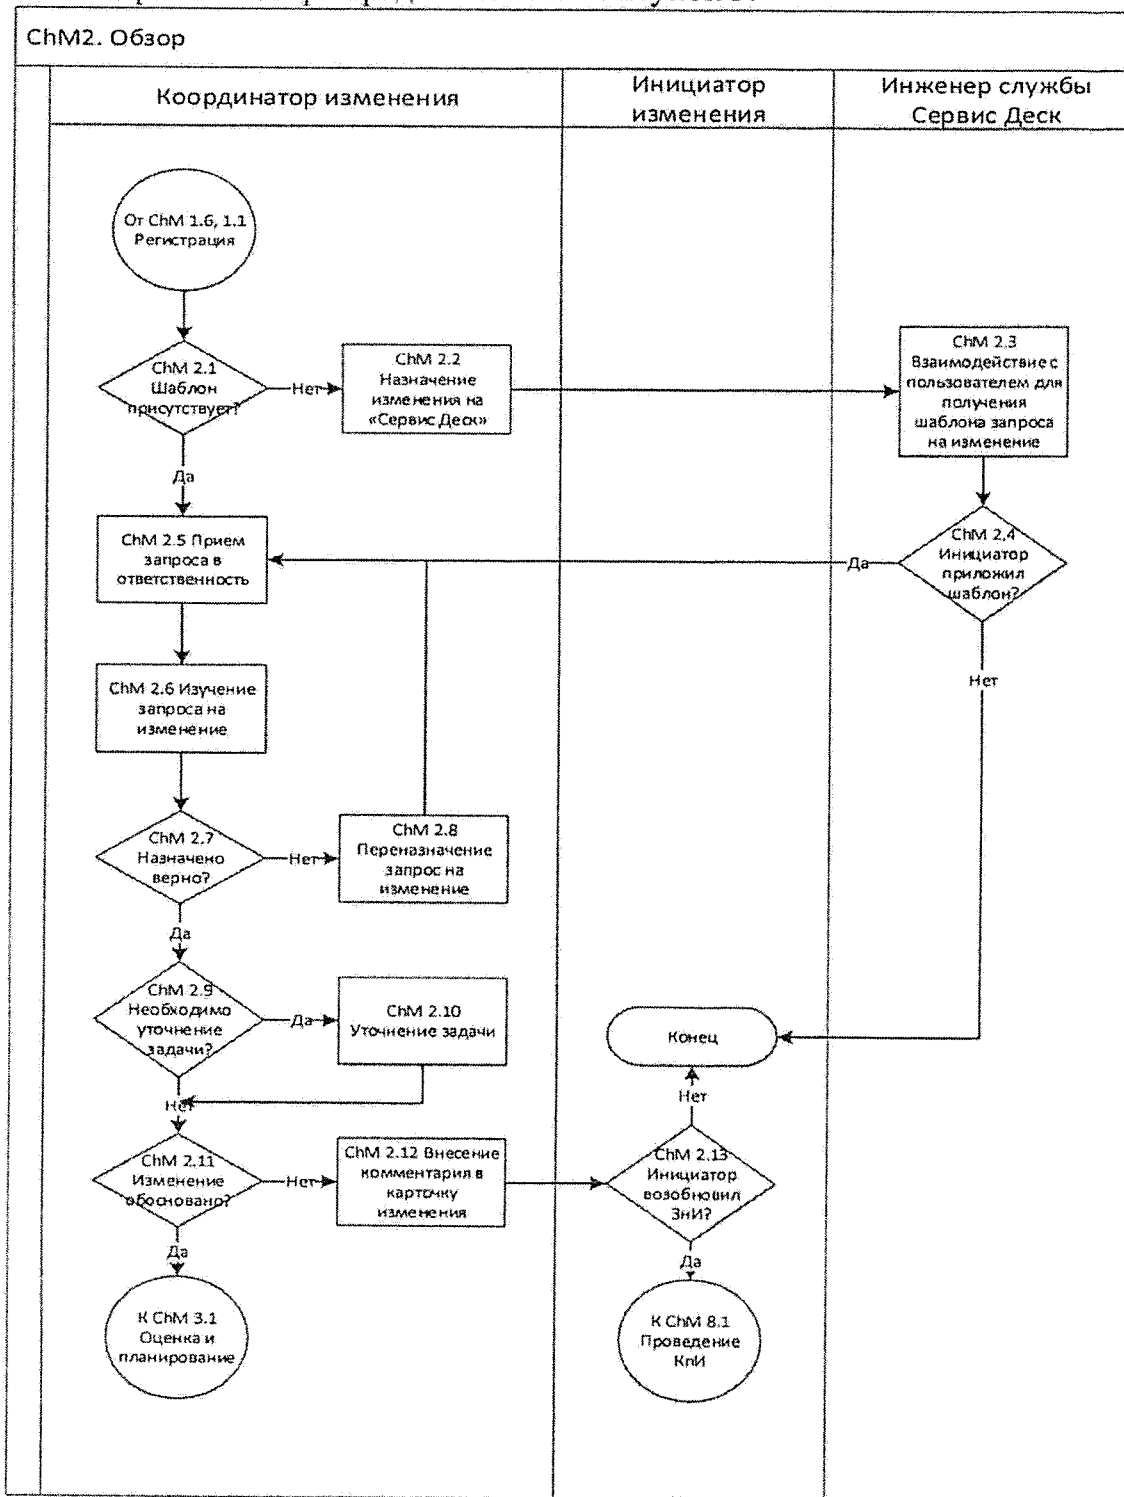 ChM2. Обзор
Координатор изменения
Инициатор
изменения
Инженер службы
Сервис Деск
От ChM 1.6, 1.1
Регистрация
ChM 2.1
Шаблон
присутствует?
Нет
ChM 2.2
Назначение
изменения на
«Сервис Деск»
ChM 2.3
Взаимодействие с
пользователем для
получения
шаблона запроса
на изменение
Да
ChM 2.4
Инициатор
приложил
шаблон?
Да
Нет
ChM 2.5 Прием
запроса в
ответственность
ChM 2.6 Изучение
запроса на
изменение
ChM 2.7
Назначено
верно?
Нет
ChM 2.8
Переназначение
запрос на
изменение
Да
ChM 2.9
Необходимо
уточнение
задачи?
Да
ChM 2.10
Уточнение задачи
Конец
Нет
Нет
ChM 2.11
Изменение
обосновано?
Нет
ChM 2.12 Внесение
комментария в
карточку
изменения
ChM 2.13
Инициатор
возобновил
ЗнИ?
Да
Да
К ChM 3.1
Оценка и
планирование
К ChM 8.1
Проведение
КпИ